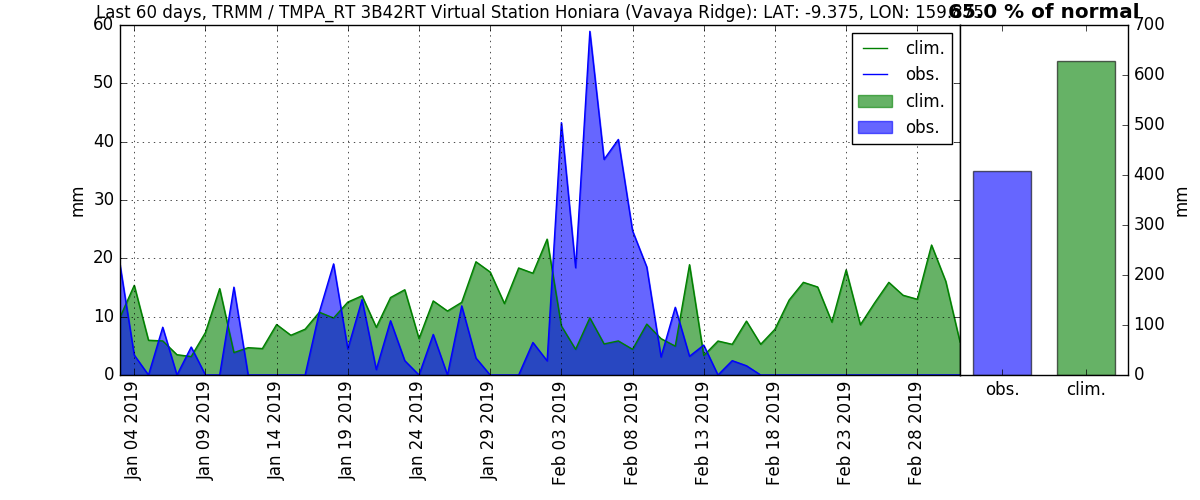 Last 60 days, TRMM / TMPA_RT 3B42RT Virtual Station Honiara (Vavaya Ridge): LAT: -9.375, LON:
65.0 % of normal
60
50
40
30
20
10
0
mm
clim.
obs.
clim.
obs.
700
600
500
400
300
200
100
0
mm
obs.
clim.
Jan 04 2019
Jan 09 2019
Jan 14 2019
Jan 19 2019
Jan 24 2019
Jan 29 2019
Feb 03 2019
Feb 08 2019
Feb 13 2019
Feb 18 2019
Feb 23 2019
Feb 28 2019